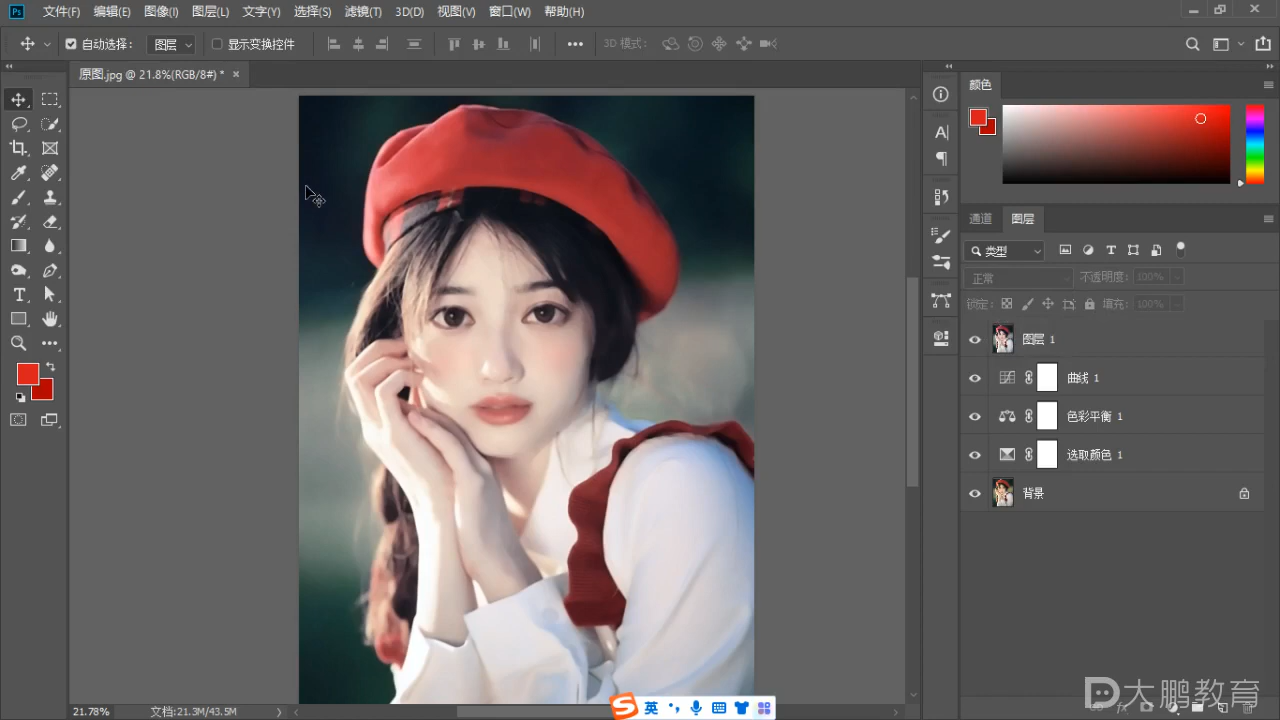 Ps 文件(F) 编辑(E) 图像(I) 图层(L) 文字(Y) 选择(S) 滤镜(T) 3D(D) 视图(V) 窗口(W) 帮助(H)
自动选择: 图层 显示变换控件 3D 模式:
原图.jpg @ 21.8%(RGB/8#) *
颜色
通道 图层
类型
正常 不透明度: 100%
锁定: 填充: 100%
图层 1
曲线 1
色彩平衡 1
选取颜色 1
背景
大鹏教育
21.78% 文档:21.3M/43.5M
S 英